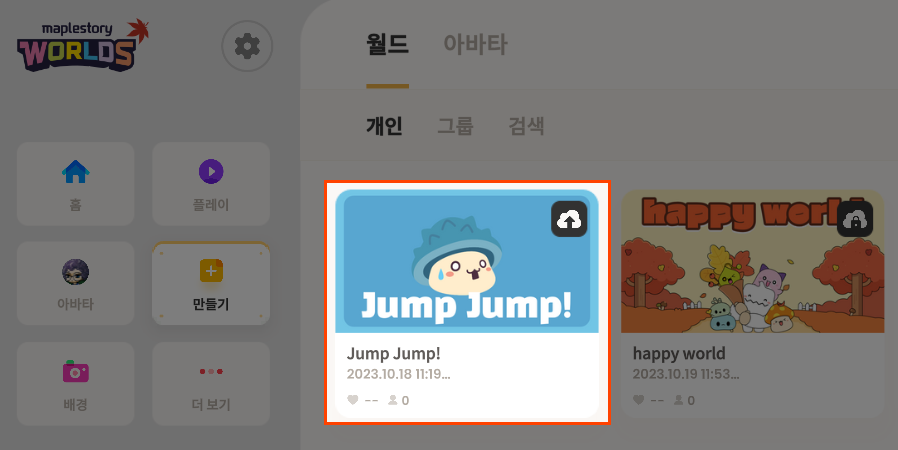 maplestory
WORLDS
홈
플레이
아바타
만들기
배경
더 보기
월드
아바타
개인
그룹
검색
Jump Jump!
Jump Jump!
2023.10.18 11:19...
--
0
happy world
happy world
2023.10.19 11:53...
--
0